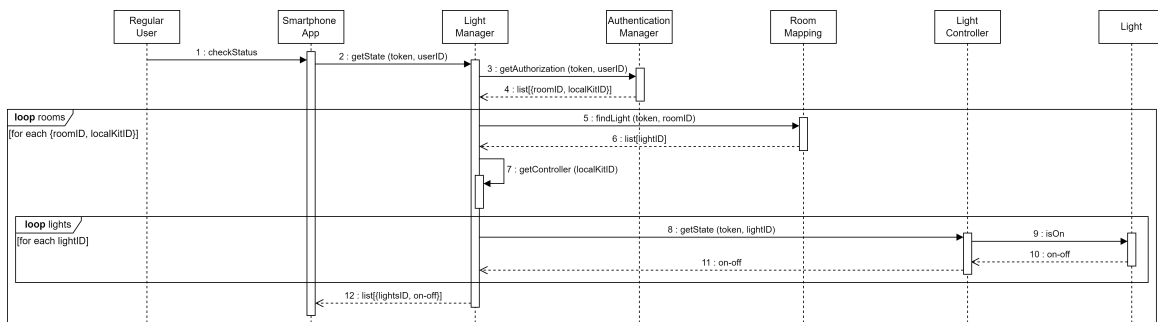 Regular
User
Smartphone
App
Light
Manager
Authentication
Manager
Room
Mapping
Light
Controller
Light
1 : checkStatus
2 : getState (token, userID)
3 : getAuthorization (token, userID)
4 : list[{roomID, localKitID}]
loop rooms
[for each {roomID, localKitID}]
5 : findLight (token, roomID)
6 : list[lightID]
7 : getController (localKitID)
loop lights
[for each lightID]
8 : getState (token, lightID)
9 : isOn
10 : on-off
11 : on-off
12 : list[{lightsID, on-off}]